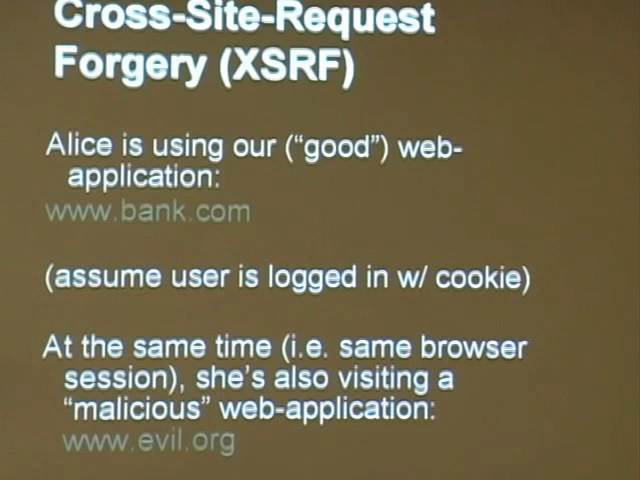 Cross-Site-Request
Forgery (XSRF)
Alice is using our (“good”) web-
application:
www.bank.com
(assume user is logged in w/ cookie)
At the same time (i.e. same browser
session), she’s also visiting a
“malicious” web-application:
www.evil.org